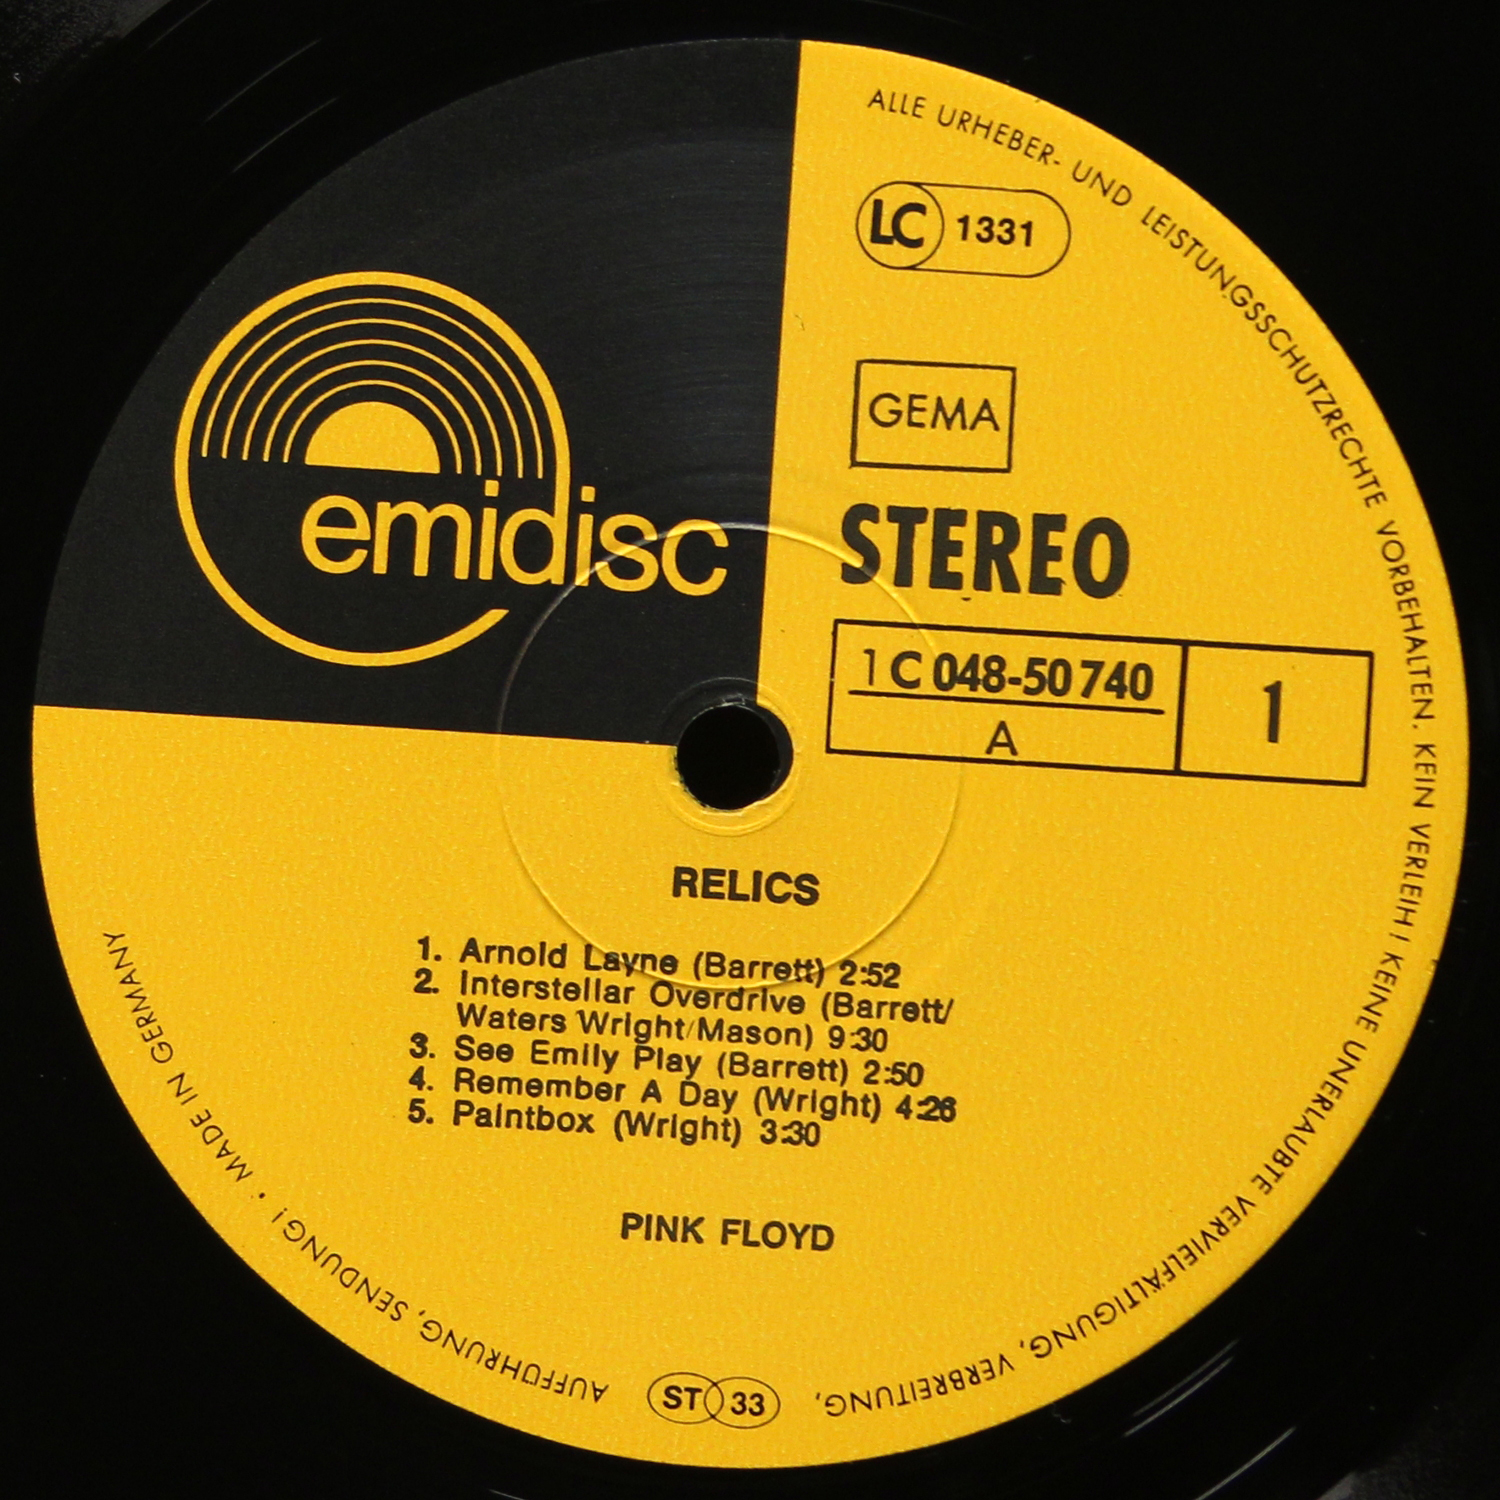 ALLE URHEBER- UND LEISTUNGSSCHUTZRECHTE VORBEHALTEN. KEIN VERLEIH! KEINE UNERLAUBTE VERVIELFÄLTIGUNG, VERBREITUNG,
AUFFÜHRUNG, SENDUNG! • MADE IN GERMANY
LC 1331
GEMA
emidisc
STEREO
1 C 048-50 740
A
1
RELICS
1. Arnold Layne (Barrett) 2:52
2. Interstellar Overdrive (Barrett/
Waters Wright/Mason) 9:30
3. See Emily Play (Barrett) 2:50
4. Remember A Day (Wright) 4:26
5. Paintbox (Wright) 3:30
PINK FLOYD
ST 33